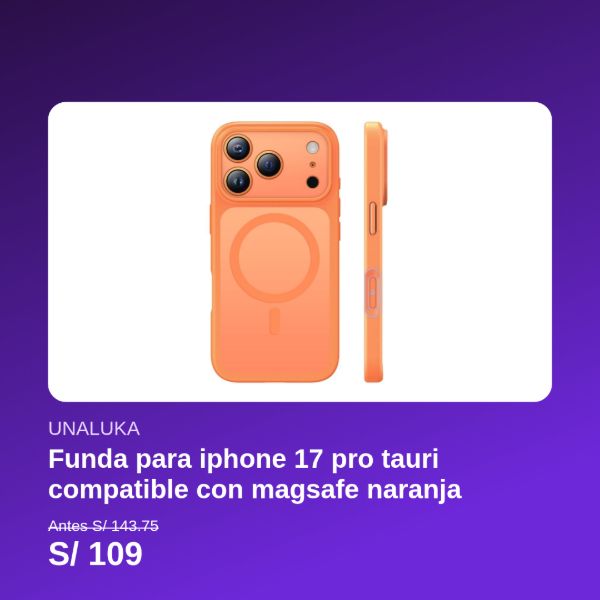 UNALUKA
Funda para iphone 17 pro tauri
compatible con magsafe naranja
Antes S/ 143.75
S/ 109